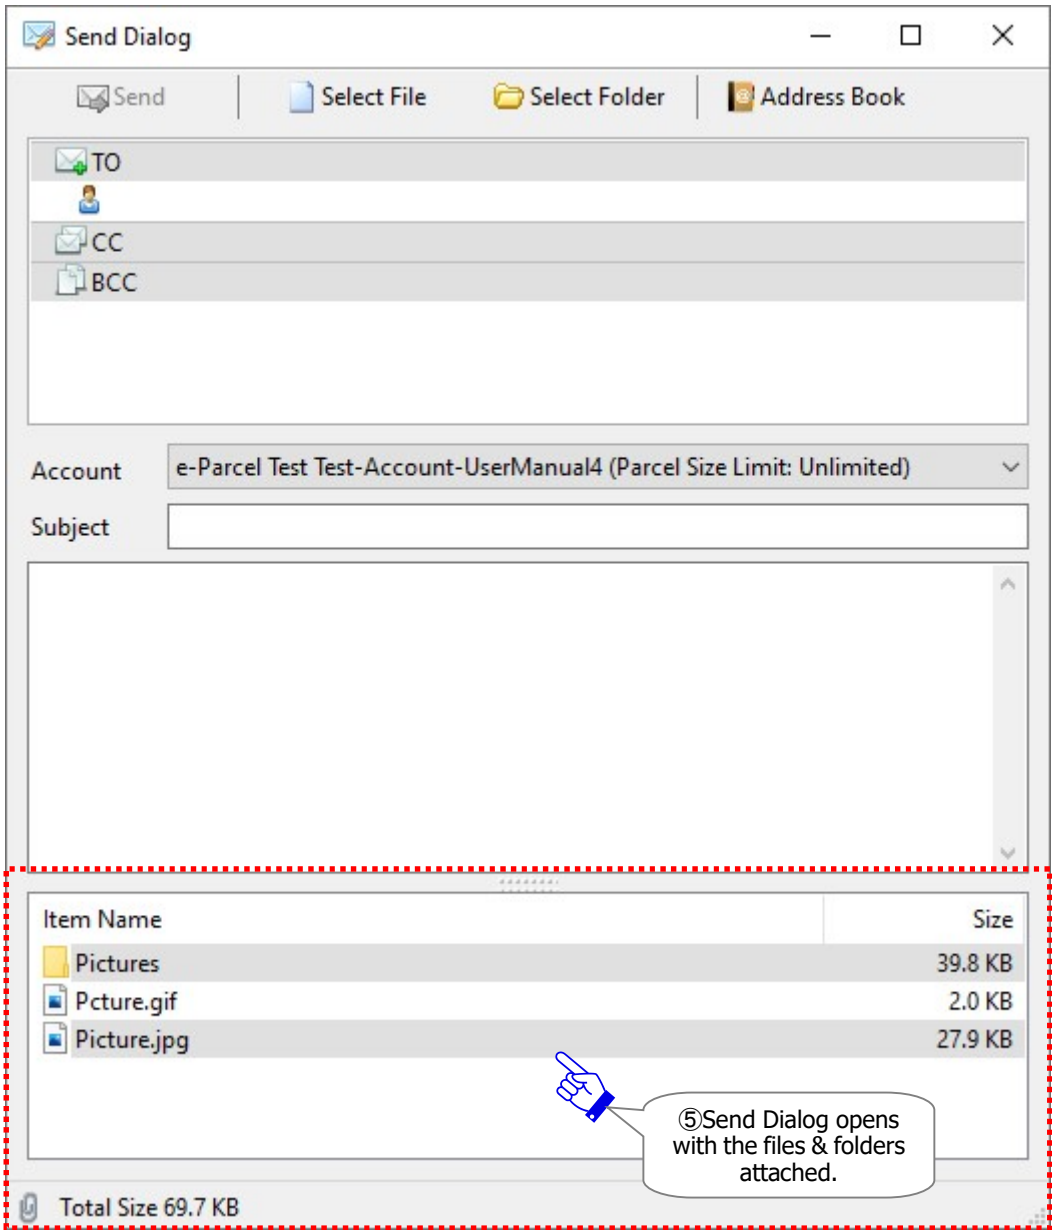 Send Dialog
Send Select File Select Folder Address Book
TO
CC
BCC
Account e-Parcel Test Test-Account-UserManual4 (Parcel Size Limit: Unlimited)
Subject
Item Name Size
Pictures 39.8 KB
Pcture.gif 2.0 KB
Picture.jpg 27.9 KB
⑤Send Dialog opens
with the files & folders
attached.
Total Size 69.7 KB